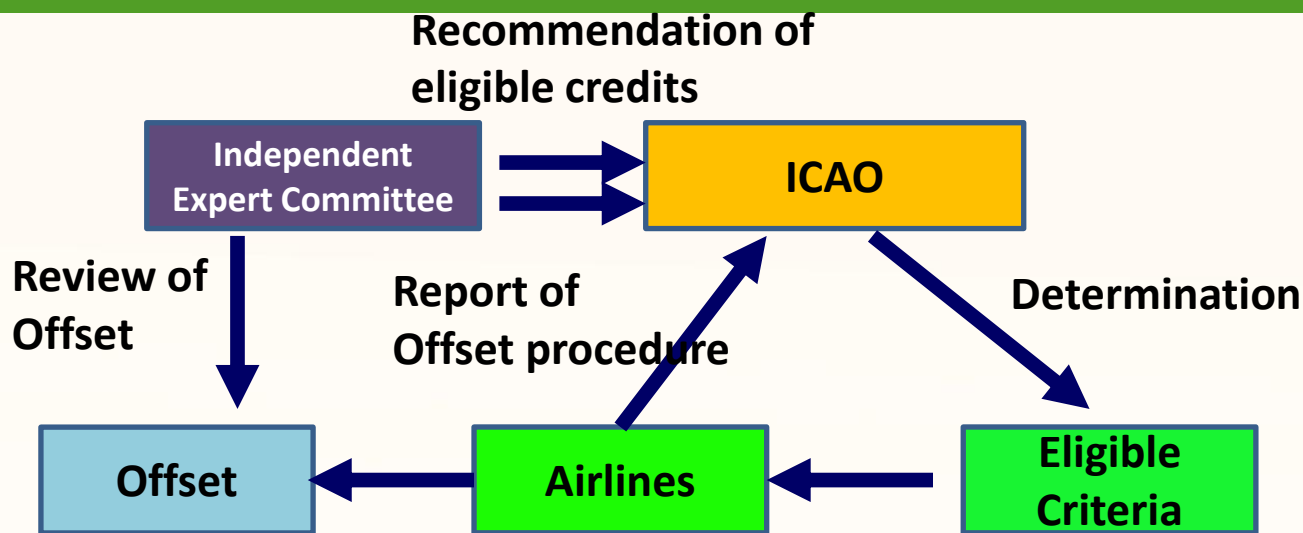 Recommendation of
eligible credits
Independent
Expert Committee
ICAO
Review of
Offset
Report of
Offset procedure
Determination
Offset
Airlines
Eligible
Criteria